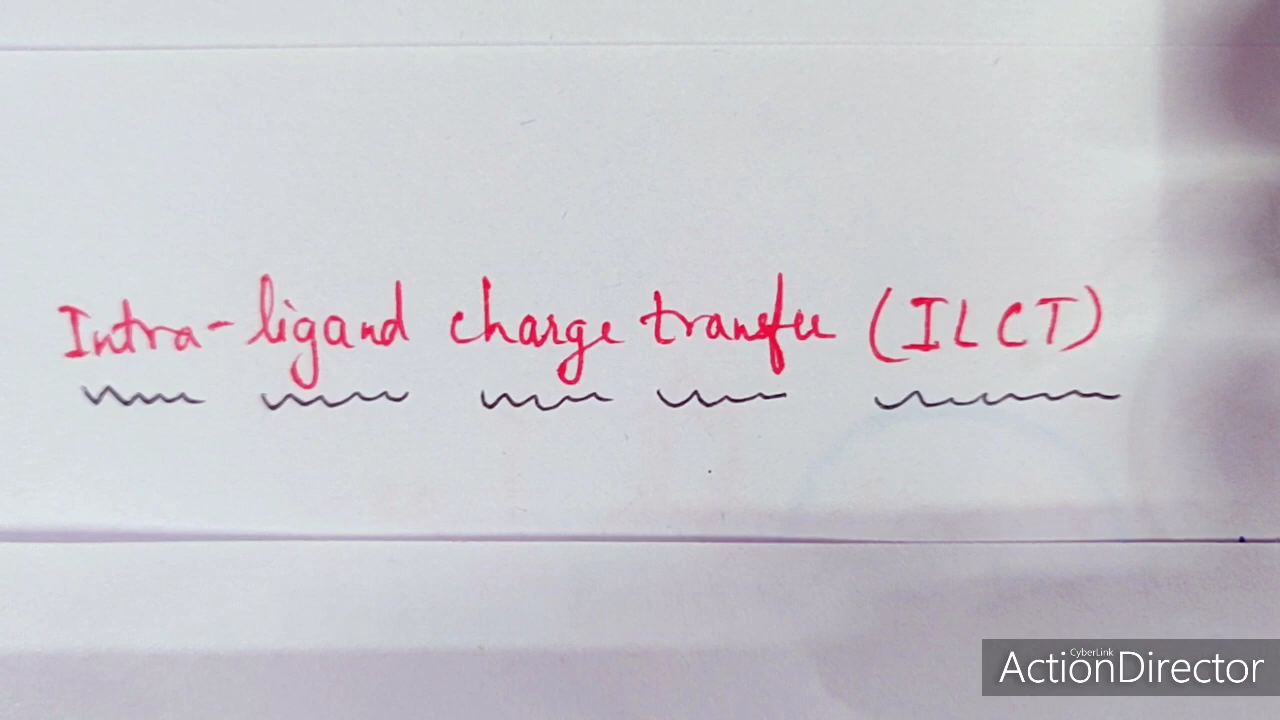 Intra-ligand charge transfer (ILCT)
CyberLink
ActionDirector